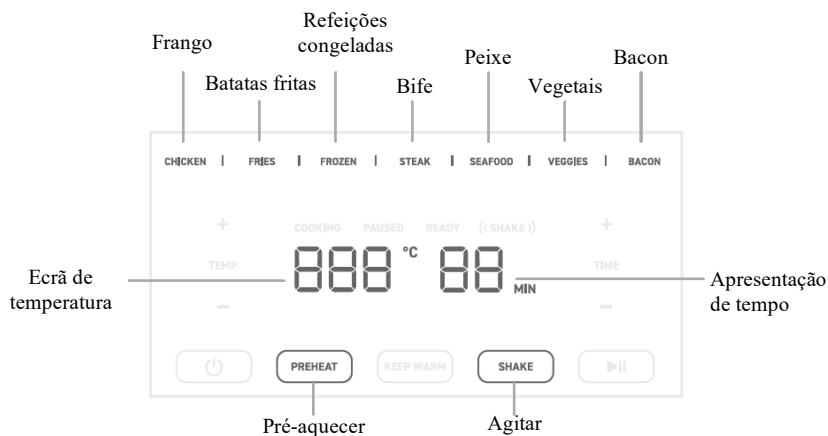 Refeições
congeladas
Frango
Peixe
Bacon
Batatas fritas
Bife
Vegetais
CHICKEN | FRIES | FROZEN | STEAK | SEAFOOD | VEGGIES | BACON
+ COOKING PAUSED READY ((SHAKE)) +
TEMP 888 °C 88 MIN TIME
Ecrã de
temperatura
Apresentação
de tempo
− −
PREHEAT KEEP WARM SHAKE
Pré-aquecer
Agitar